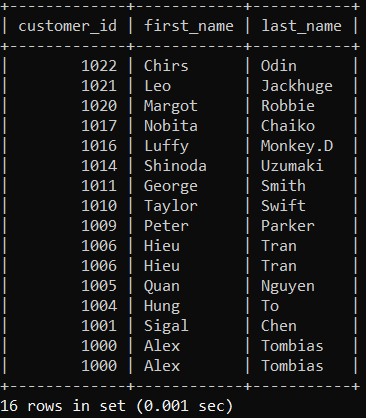 +-------------+------------+-----------+
| customer_id | first_name | last_name |
+-------------+------------+-----------+
|        1022 | Chirs      | Odin      |
|        1021 | Leo        | Jackhuge  |
|        1020 | Margot     | Robbie    |
|        1017 | Nobita     | Chaiko    |
|        1016 | Luffy      | Monkey.D  |
|        1014 | Shinoda    | Uzumaki   |
|        1011 | George     | Smith     |
|        1010 | Taylor     | Swift     |
|        1009 | Peter      | Parker    |
|        1006 | Hieu       | Tran      |
|        1006 | Hieu       | Tran      |
|        1005 | Quan       | Nguyen    |
|        1004 | Hung       | To        |
|        1001 | Sigal      | Chen      |
|        1000 | Alex       | Tombias   |
|        1000 | Alex       | Tombias   |
+-------------+------------+-----------+
16 rows in set (0.001 sec)